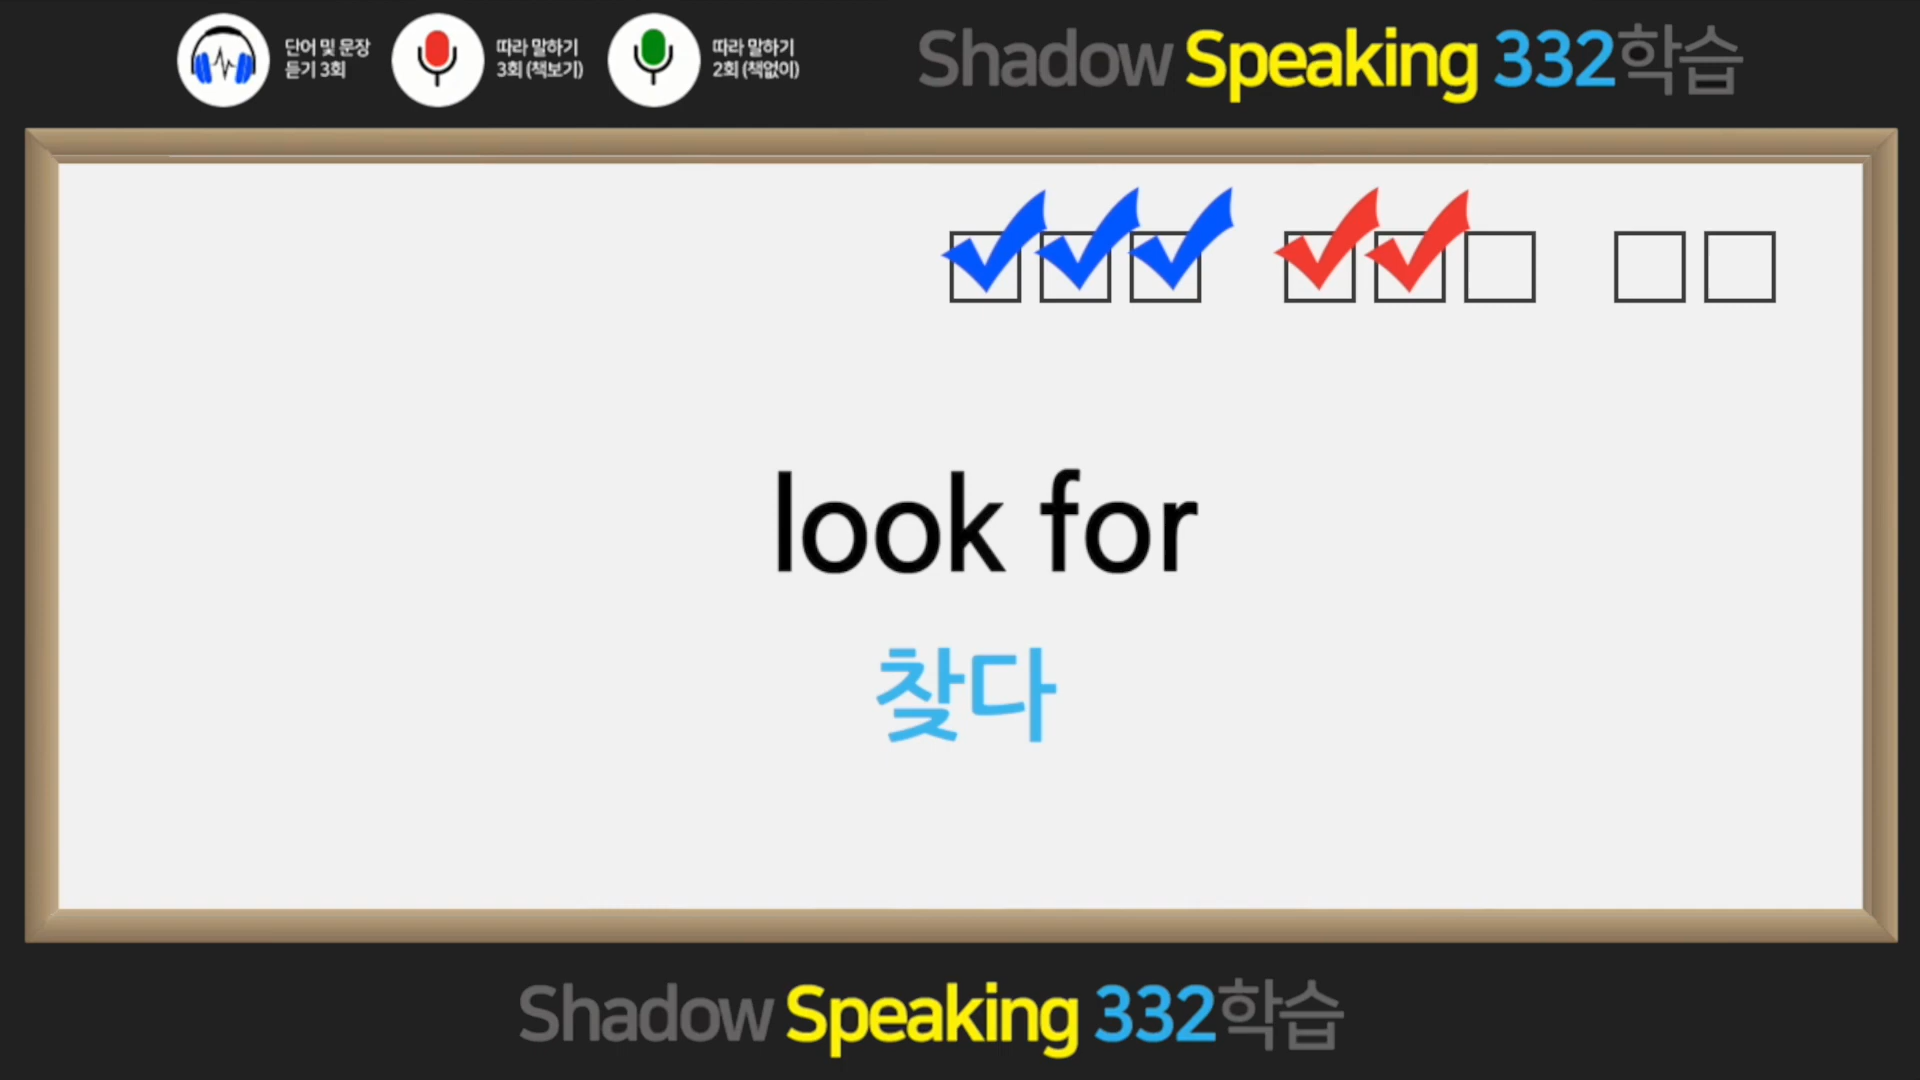 단어 및 문장
듣기 3회
따라 말하기
3회 (책보기)
따라 말하기
2회 (책없이)
Shadow Speaking 332학습
look for
찾다
Shadow Speaking 332학습